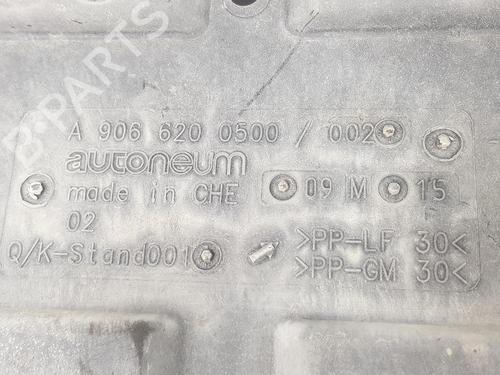 B-PARTS
A 906 620 0500 / 002
autoneum
made in CHE
09 M 15
02
Q/K-Stand001
>PP-LF 30<
>PP-GM 30<